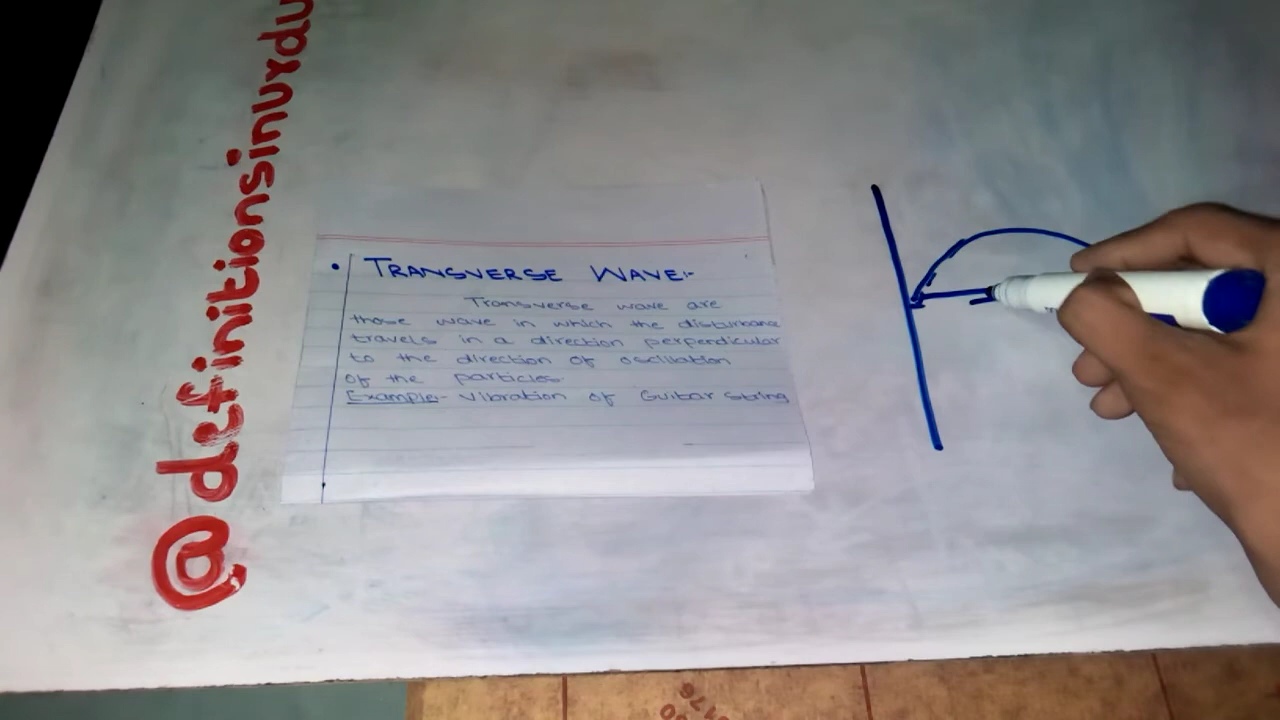 @definitionsinurdu
• TRANSVERSE WAVE:-
Transverse wave are
those wave in which the disturbane
travels in a direction perpendicular
to the direction of oscillation
of the particles.
Example:- Vibration of Guitar string